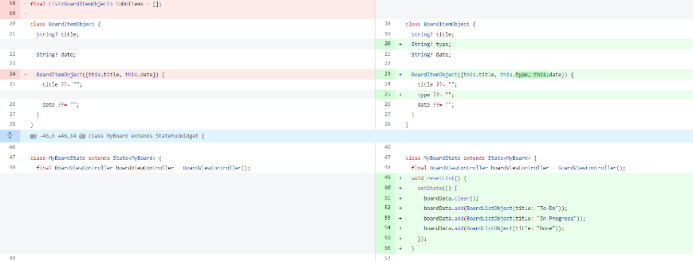 18 - final List<BoardItemObject> toDoItems = [];
19 -
20 class BoardItemObject {
21 String? title;
22 String? date;
23
24 - BoardItemObject({this.title, this.date}) {
25 title ??= "";
26 date ??= "";
27 }
28 }
@@ -46,6 +46,14 @@ class MyBoard extends StatefulWidget {
46
47 class MyBoardState extends State<MyBoard> {
48 final BoardViewController boardViewController = BoardViewController();
49
18 class BoardItemObject {
19 String? title;
20 + String? type;
21 String? date;
22
23 + BoardItemObject({this.title, this.type, this.date}) {
24 title ??= "";
25 + type ??= "";
26 date ??= "";
27 }
28 }
46
47 class MyBoardState extends State<MyBoard> {
48 final BoardViewController boardViewController = BoardViewController();
49 + void resetList() {
50 + setState(() {
51 + boardData.clear();
52 + boardData.add(BoardListObject(title: "To-Do"));
53 + boardData.add(BoardListObject(title: "In Progress"));
54 + boardData.add(BoardListObject(title: "Done"));
55 + });
56 + }
57